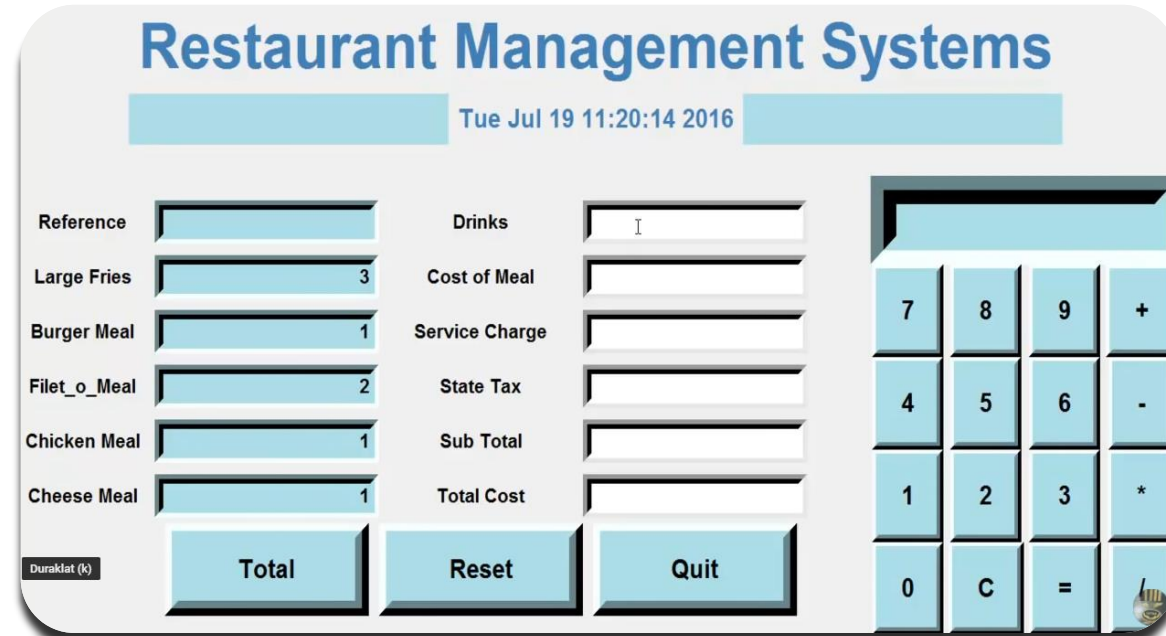 Restaurant Management Systems
Tue Jul 19 11:20:14 2016
Reference
Drinks
Large Fries 3
Cost of Meal
Burger Meal 1
Service Charge
Filet_o_Meal 2
State Tax
Chicken Meal 1
Sub Total
Cheese Meal 1
Total Cost
Total Reset Quit
Duraklat (k)
7 8 9 +
4 5 6 -
1 2 3 *
0 C = /